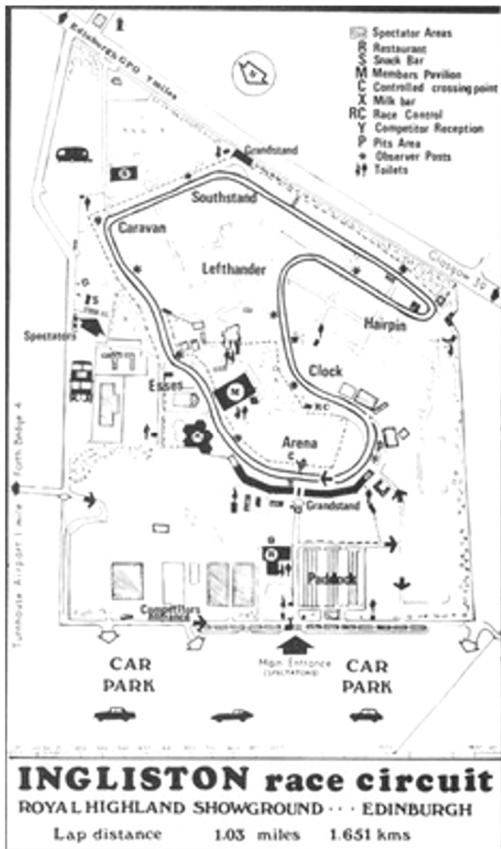 Spectator Areas
R Restaurant
S Snack Bar
M Members Pavilion
C Controlled crossing point
X Milk bar
RC Race Control
Y Competitor Reception
P Pits Area
* Observer Posts
Toilets
Edinburgh GPO 7 miles
Grandstand
Southstand
Caravan
Lefthander
Glasgow 39
Hairpin
S
Spectators
Clock
Esses
M
RC
Arena
C
Grandstand
Turnhouse Airport 1 mile Forth Bridge 4
R
Paddock
Competitors
Entrance
Main Entrance
(SPECTATORS)
CAR
PARK
CAR
PARK
INGLISTON race circuit
ROYAL HIGHLAND SHOWGROUND ··· EDINBURGH
Lap distance 1.03 miles 1.651 kms